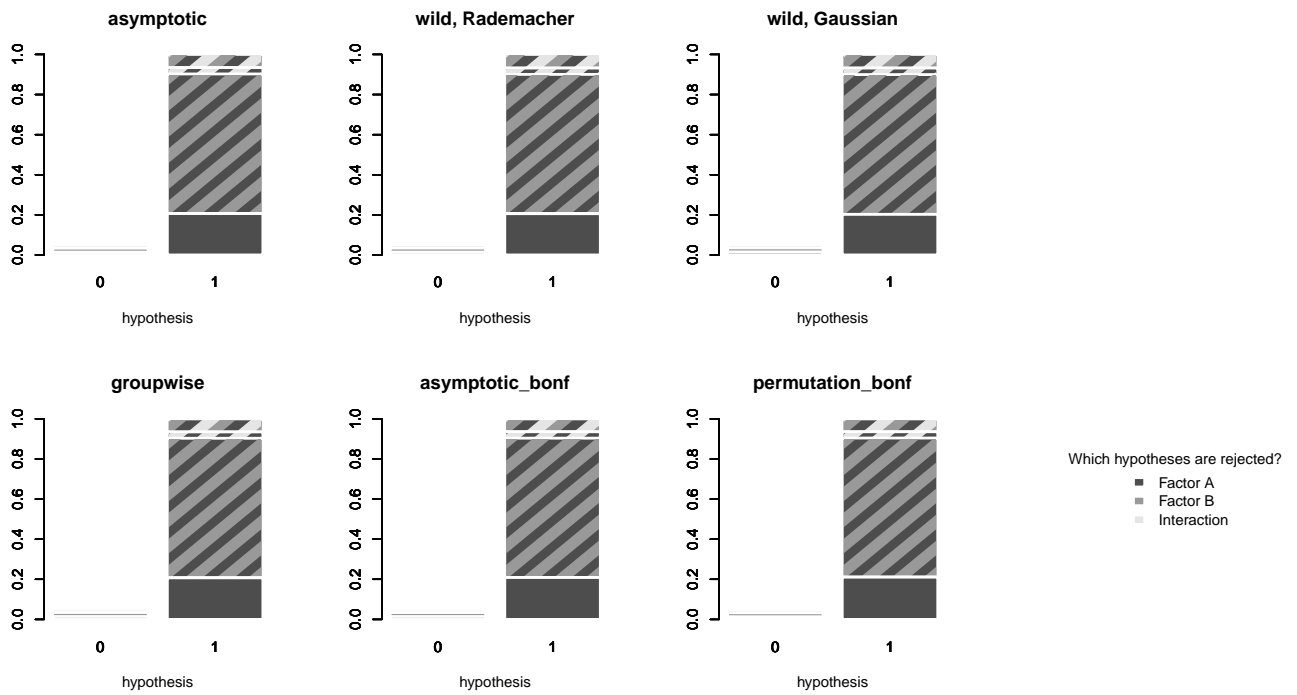 asymptotic
0.0 0.2 0.4 0.6 0.8 1.0
0 1
hypothesis
wild, Rademacher
0.0 0.2 0.4 0.6 0.8 1.0
0 1
hypothesis
wild, Gaussian
0.0 0.2 0.4 0.6 0.8 1.0
0 1
hypothesis
groupwise
0.0 0.2 0.4 0.6 0.8 1.0
0 1
hypothesis
asymptotic_bonf
0.0 0.2 0.4 0.6 0.8 1.0
0 1
hypothesis
permutation_bonf
0.0 0.2 0.4 0.6 0.8 1.0
0 1
hypothesis
Which hypotheses are rejected?
Factor A
Factor B
Interaction